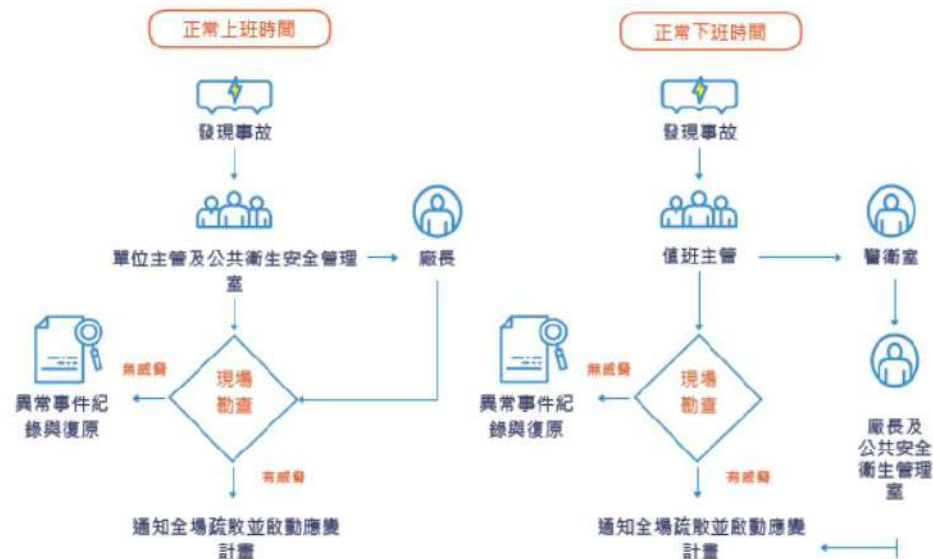 正常上班時間
發現事故
單位主管及公共衛生安全管理
室
廠長
現場
勘查
無威脅
異常事件紀
錄與復原
有威脅
通知全場疏散並啟動應變
計畫
正常下班時間
發現事故
值班主管
警衛室
廠長及
公共安全
衛生管理
室
現場
勘查
無威脅
異常事件紀
錄與復原
有威脅
通知全場疏散並啟動應變
計畫